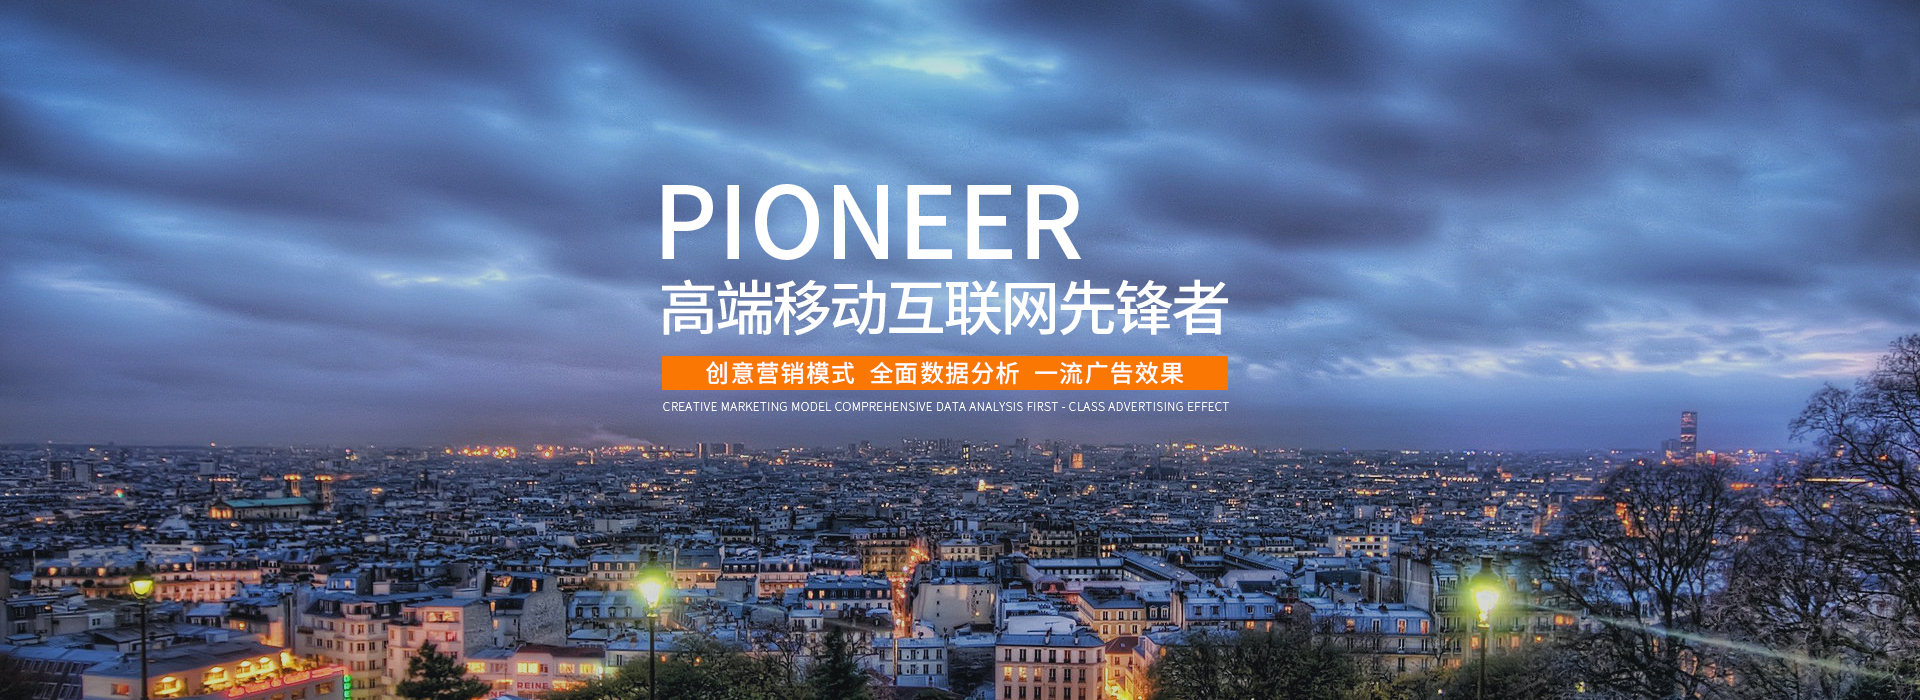 PIONEER
高端移动互联网先锋者
创意营销模式 全面数据分析 一流广告效果
CREATIVE MARKETING MODEL COMPREHENSIVE DATA ANALYSIS FIRST - CLASS ADVERTISING EFFECT
REINE